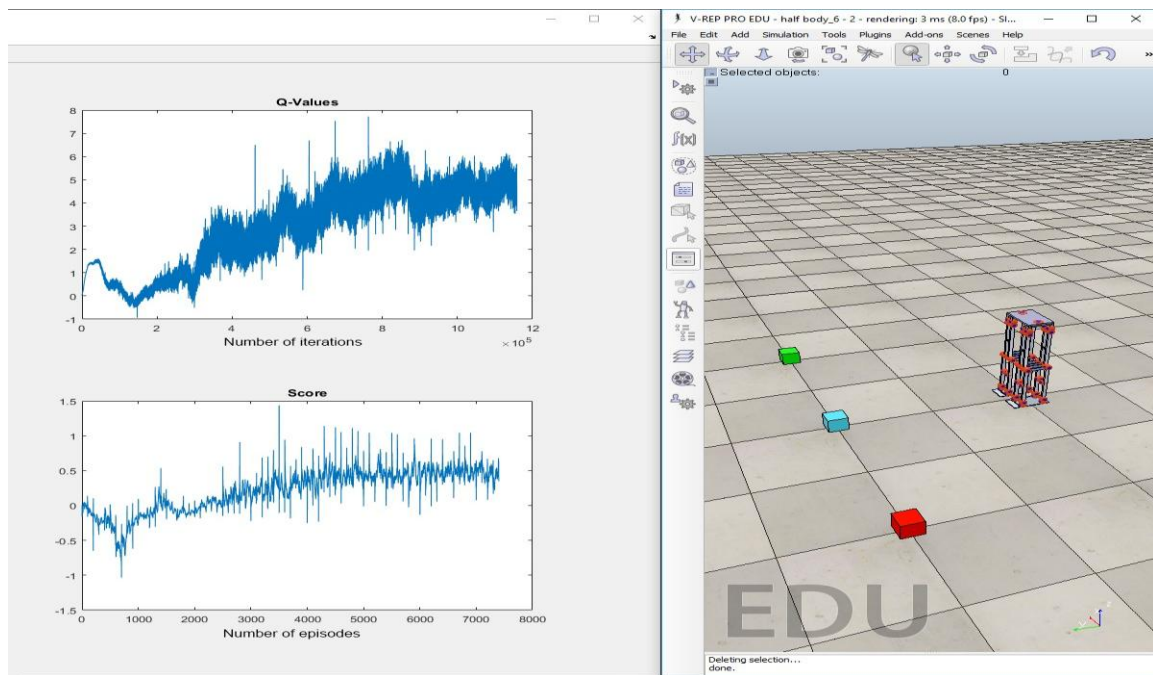 Q-Values
8
7
6
5
4
3
2
1
0
-1
0 2 4 6 8 10 12
Number of iterations
× 10⁵
Score
1.5
1
0.5
0
-0.5
-1
-1.5
0 1000 2000 3000 4000 5000 6000 7000 8000
Number of episodes
V-REP PRO EDU - half body_6 - 2 - rendering: 3 ms (8.0 fps) - SI...
File Edit Add Simulation Tools Plugins Add-ons Scenes Help
»
Selected objects: 0
f(x)
EDU
Deleting selection...
done.